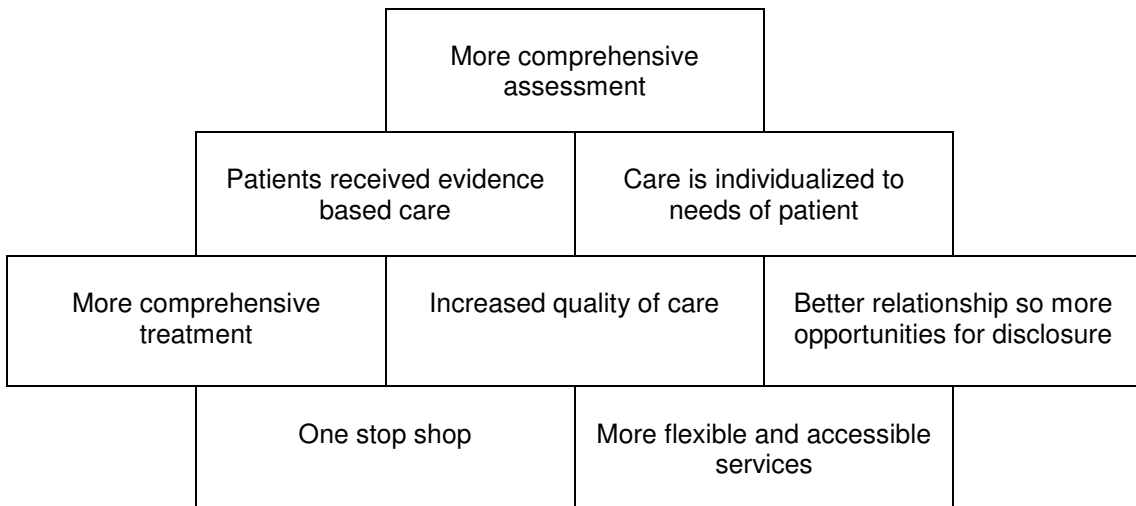 More comprehensive
assessment
Patients received evidence
based care
Care is individualized to
needs of patient
More comprehensive
treatment
Increased quality of care
Better relationship so more
opportunities for disclosure
One stop shop
More flexible and accessible
services